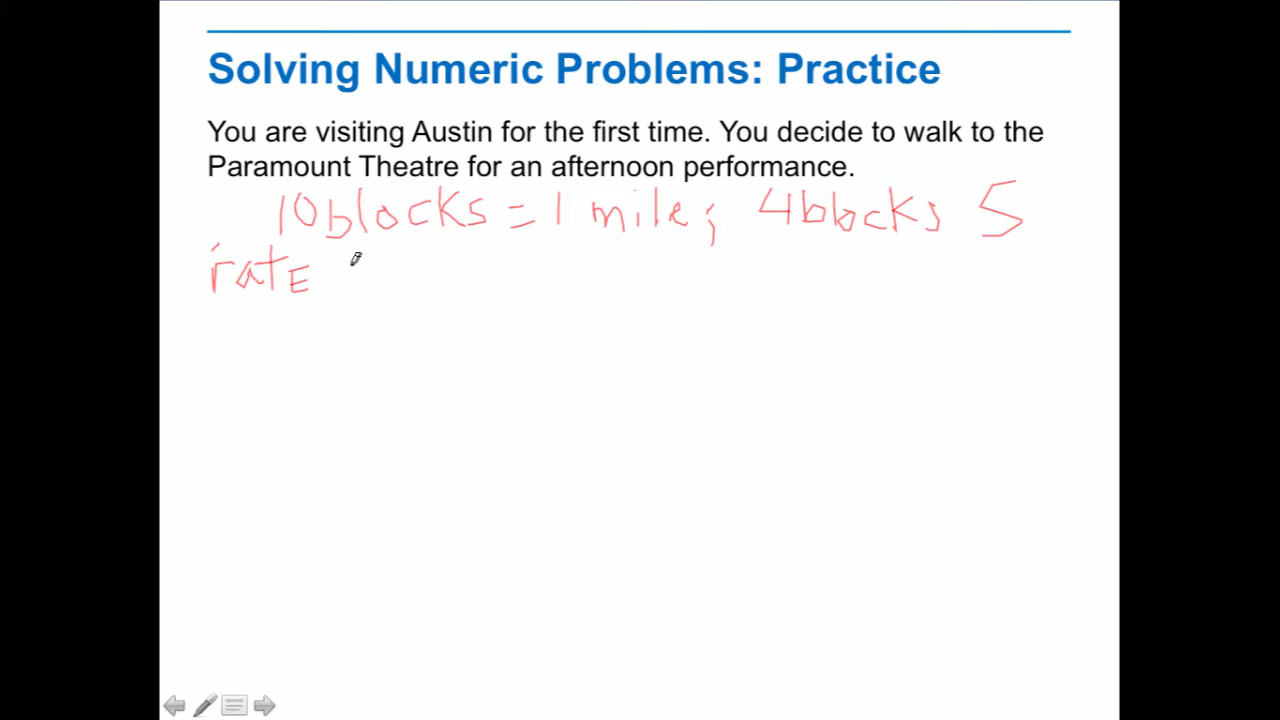 Solving Numeric Problems: Practice
You are visiting Austin for the first time. You decide to walk to the
Paramount Theatre for an afternoon performance.
10 blocks = 1 mile; 4 blocks 5
rate